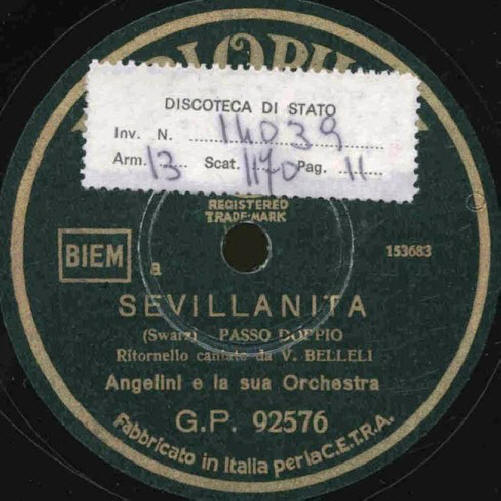 DISCOTECA DI STATO
Inv. N. 14039
Arm. 13 Scat. 1170 Pag. 11
REGISTERED
TRADE-MARK
BIEM
153683
a
SEVILLANITA
(Swarz) PASSO DOPPIO
Ritornello cantato da V. BELLELI
Angelini e la sua Orchestra
G.P. 92576
Fabbricato in Italia per la C.E.T.R.A.